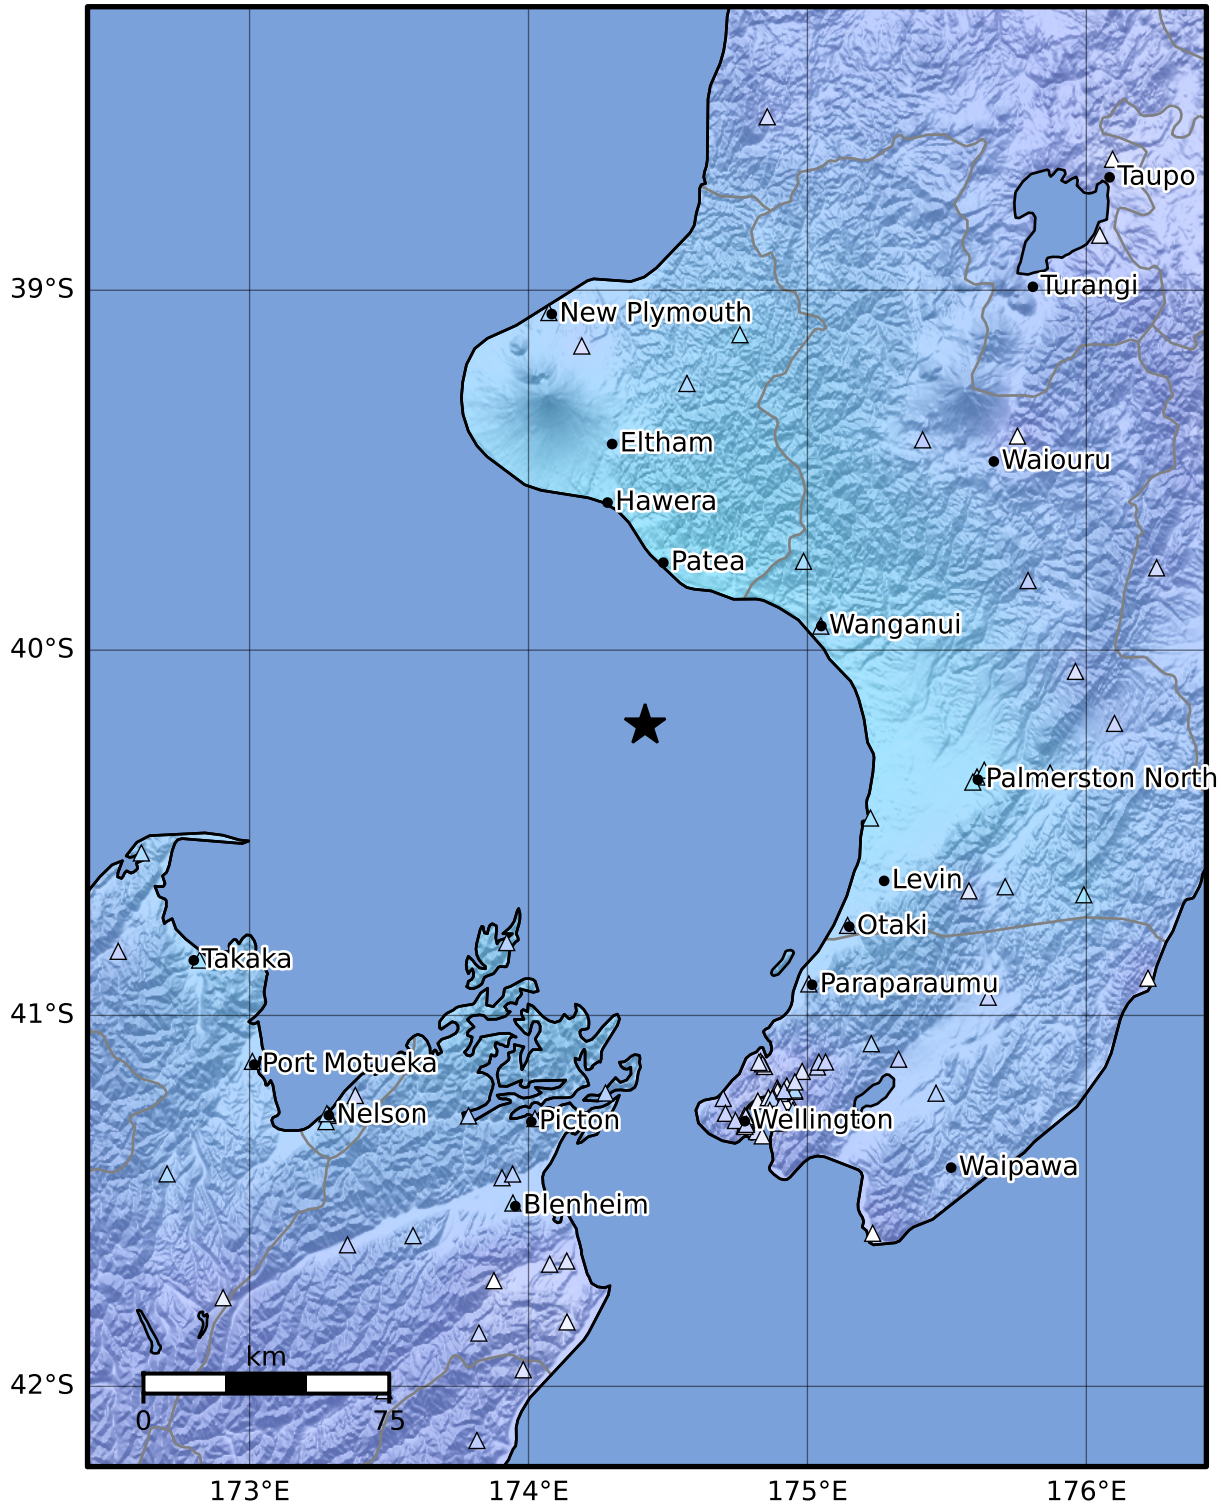 Taupo
39°S
Turangi
New Plymouth
Eltham
Waiouru
Hawera
Patea
Wanganui
40°S
Palmerston North
Levin
Otaki
Takaka
Paraparaumu
41°S
Port Motueka
Nelson
Picton
Wellington
Waipawa
Blenheim
km
42°S
0
75
173°E
174°E
175°E
176°E